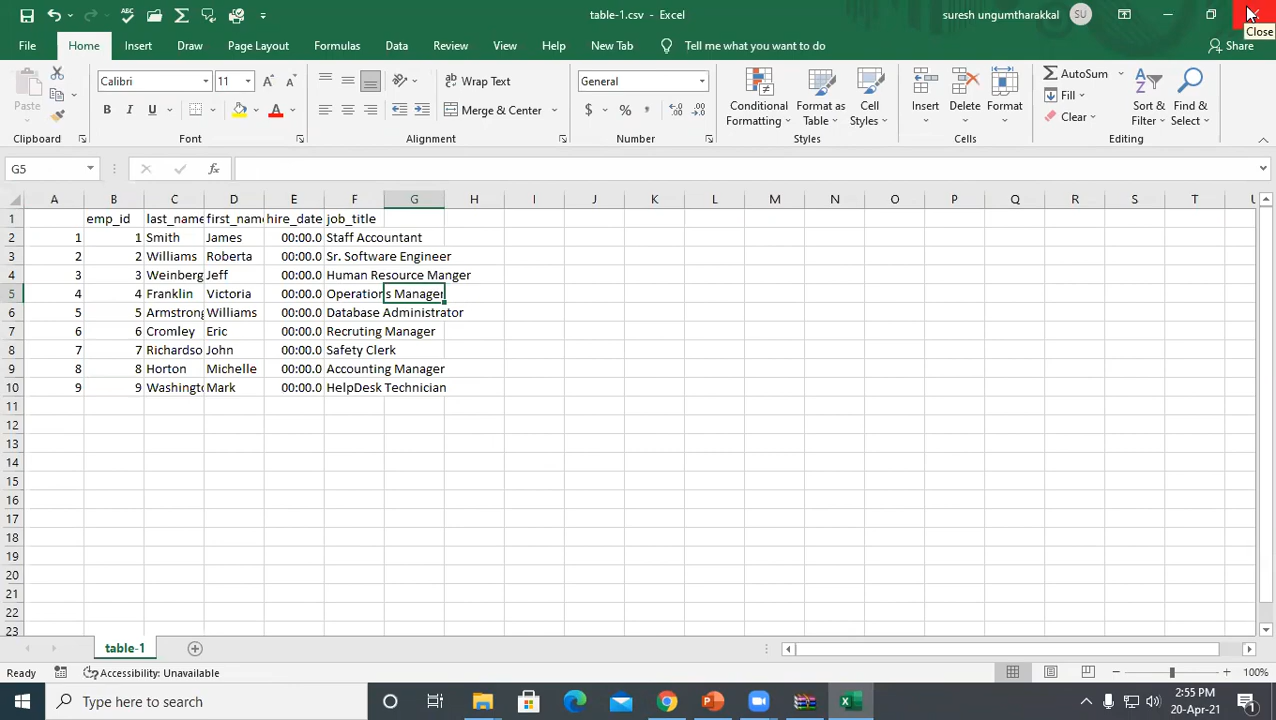 table-1.csv - Excel
suresh ungumtharakkal
SU
Close
File Home Insert Draw Page Layout Formulas Data Review View Help New Tab Tell me what you want to do Share
Calibri 11 Wrap Text General AutoSum
Paste B I U Merge & Center $ % , Conditional Formatting Format as Table Cell Styles Insert Delete Format Fill Clear Sort & Filter Find & Select
Clipboard Font Alignment Number Styles Cells Editing
G5 fx
A B C D E F G H I J K L M N O P Q R S T U
1 emp_id last_name first_name hire_date job_title
2 1 1 Smith James 00:00.0 Staff Accountant
3 2 2 Williams Roberta 00:00.0 Sr. Software Engineer
4 3 3 Weinberg Jeff 00:00.0 Human Resource Manger
5 4 4 Franklin Victoria 00:00.0 Operations Manager
6 5 5 Armstrong Williams 00:00.0 Database Administrator
7 6 6 Cromley Eric 00:00.0 Recruting Manager
8 7 7 Richardso John 00:00.0 Safety Clerk
9 8 8 Horton Michelle 00:00.0 Accounting Manager
10 9 9 Washingto Mark 00:00.0 HelpDesk Technician
11
12
13
14
15
16
17
18
19
20
21
22
23
table-1
Ready Accessibility: Unavailable 100%
Type here to search
2:55 PM
20-Apr-21
1